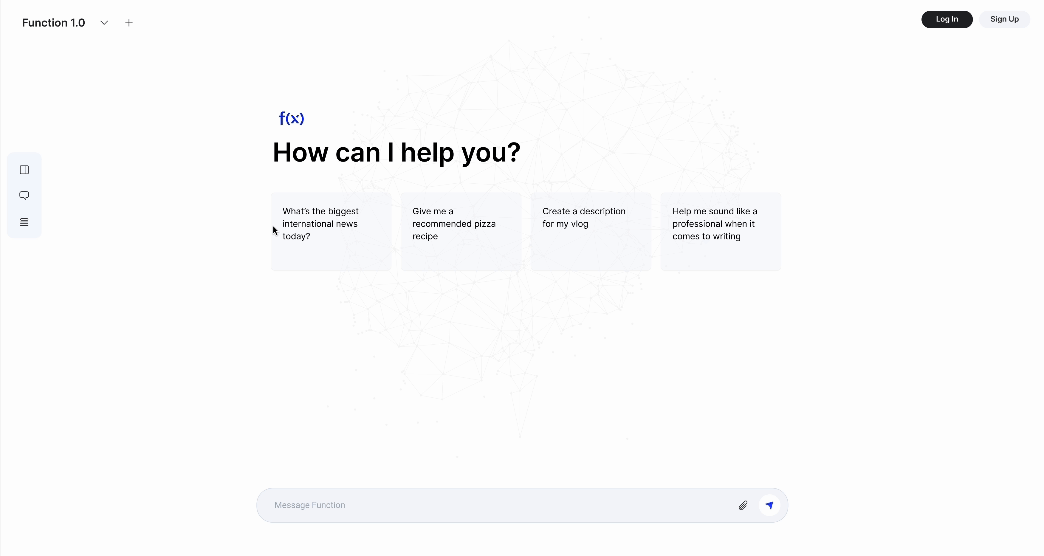 Function 1.0
Log In
Sign Up
f(x)
How can I help you?
What's the biggest
international news
today?
Give me a
recommended pizza
recipe
Create a description
for my vlog
Help me sound like a
professional when it
comes to writing
Message Function